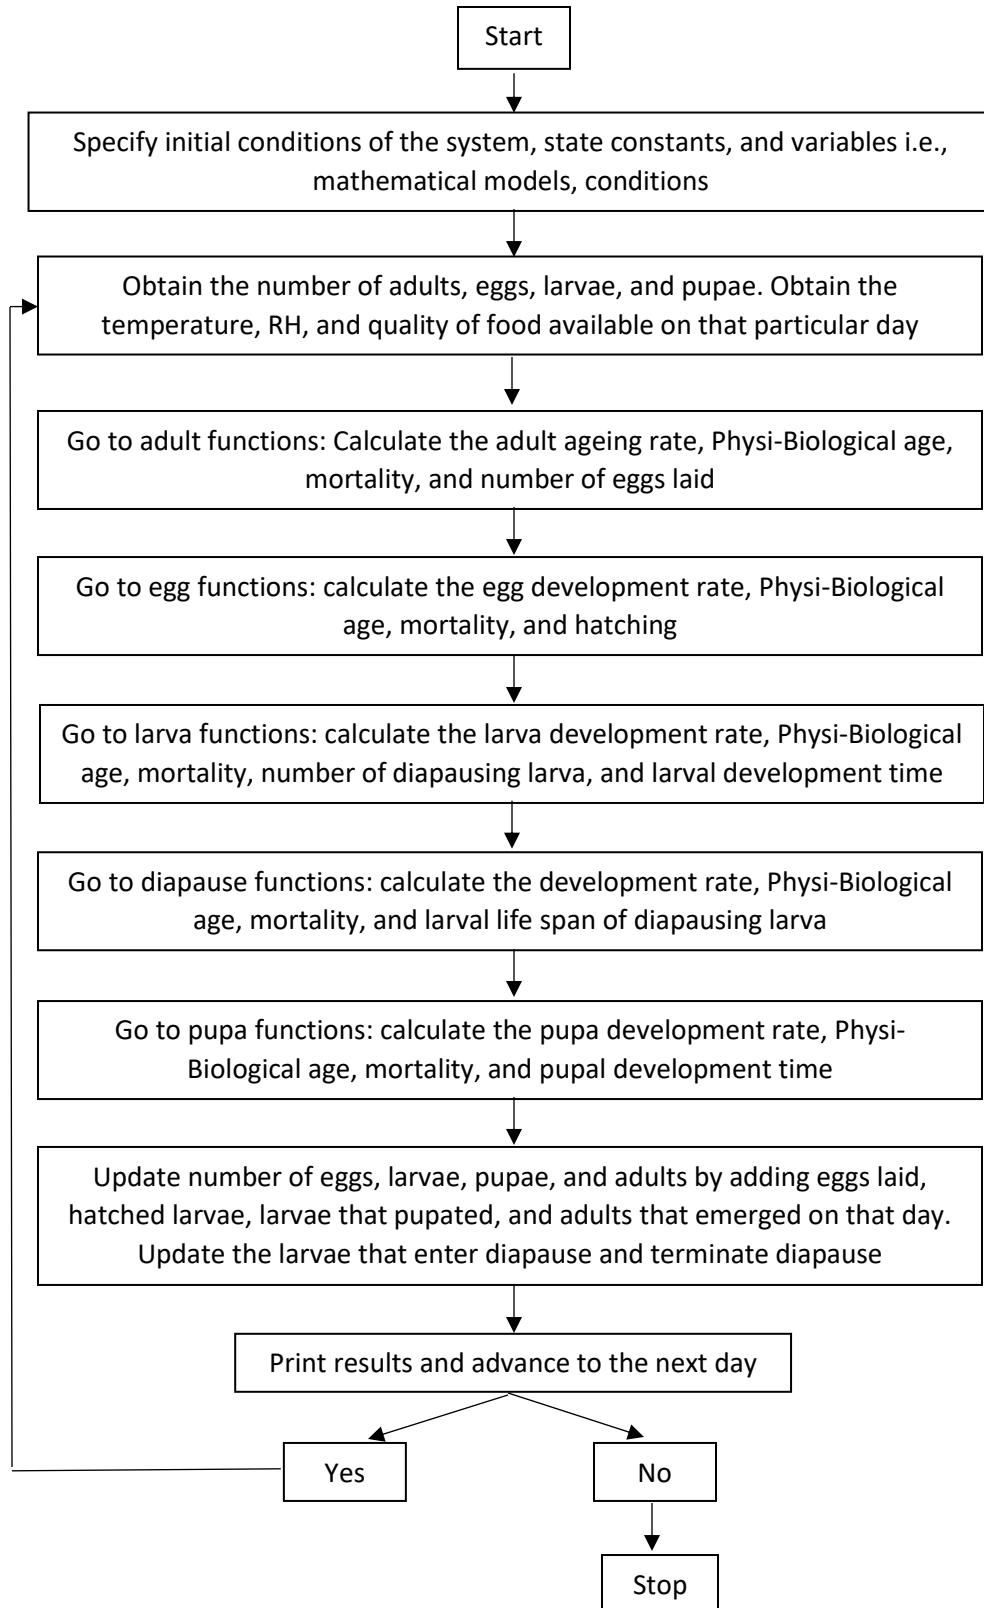 Start
Specify initial conditions of the system, state constants, and variables i.e.,
mathematical models, conditions
Obtain the number of adults, eggs, larvae, and pupae. Obtain the
temperature, RH, and quality of food available on that particular day
Go to adult functions: Calculate the adult ageing rate, Physi-Biological age,
mortality, and number of eggs laid
Go to egg functions: calculate the egg development rate, Physi-Biological
age, mortality, and hatching
Go to larva functions: calculate the larva development rate, Physi-Biological
age, mortality, number of diapausing larva, and larval development time
Go to diapause functions: calculate the development rate, Physi-Biological
age, mortality, and larval life span of diapausing larva
Go to pupa functions: calculate the pupa development rate, Physi-
Biological age, mortality, and pupal development time
Update number of eggs, larvae, pupae, and adults by adding eggs laid,
hatched larvae, larvae that pupated, and adults that emerged on that day.
Update the larvae that enter diapause and terminate diapause
Print results and advance to the next day
Yes
No
Stop